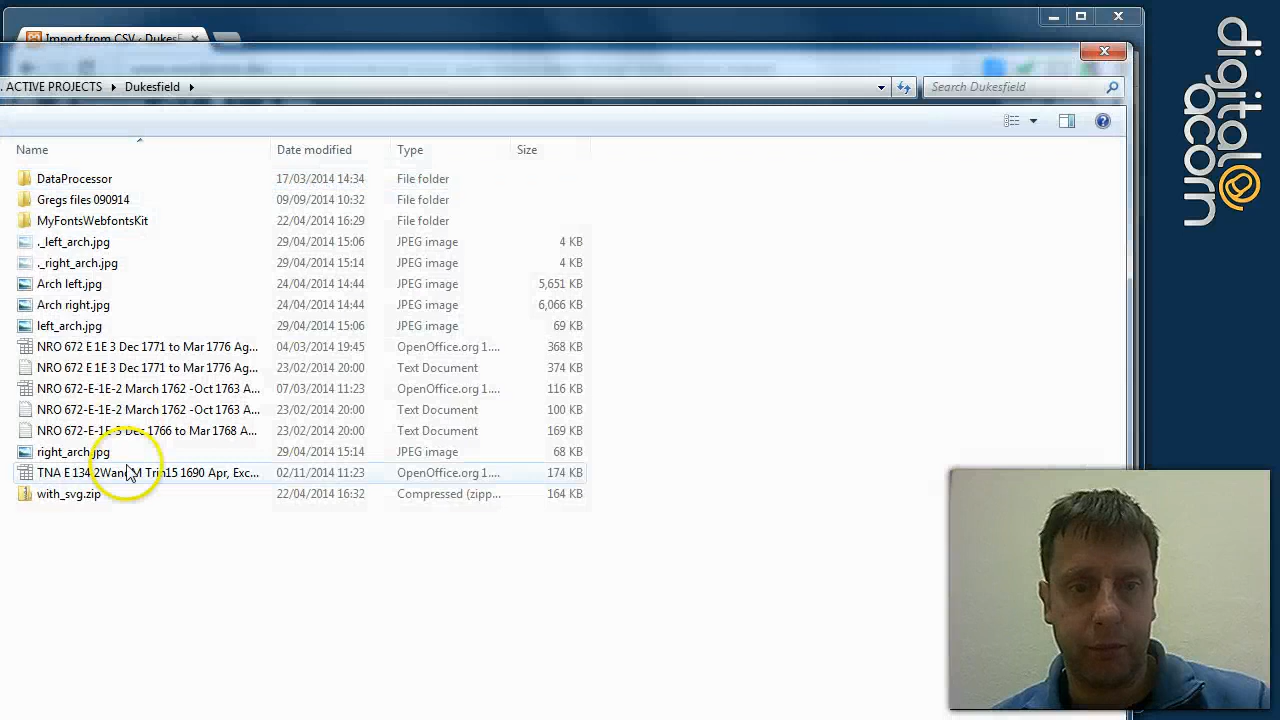 Import from CSV ‹ DukesF
. ACTIVE PROJECTS Dukesfield
Search Dukesfield
Name Date modified Type Size
DataProcessor 17/03/2014 14:34 File folder
Gregs files 090914 09/09/2014 10:32 File folder
MyFontsWebfontsKit 22/04/2014 16:29 File folder
._left_arch.jpg 29/04/2014 15:06 JPEG image 4 KB
._right_arch.jpg 29/04/2014 15:14 JPEG image 4 KB
Arch left.jpg 24/04/2014 14:44 JPEG image 5,651 KB
Arch right.jpg 24/04/2014 14:44 JPEG image 6,066 KB
left_arch.jpg 29/04/2014 15:06 JPEG image 69 KB
NRO 672 E 1E 3 Dec 1771 to Mar 1776 Ag... 04/03/2014 19:45 OpenOffice.org 1.... 368 KB
NRO 672 E 1E 3 Dec 1771 to Mar 1776 Ag... 23/02/2014 20:00 Text Document 374 KB
NRO 672-E-1E-2 March 1762 -Oct 1763 A... 07/03/2014 11:23 OpenOffice.org 1.... 116 KB
NRO 672-E-1E-2 March 1762 -Oct 1763 A... 23/02/2014 20:00 Text Document 100 KB
NRO 672-E-1E-3 Dec 1766 to Mar 1768 A... 23/02/2014 20:00 Text Document 169 KB
right_arch.jpg 29/04/2014 15:14 JPEG image 68 KB
TNA E 134 2Wand M Trin15 1690 Apr, Exc... 02/11/2014 11:23 OpenOffice.org 1.... 174 KB
with_svg.zip 22/04/2014 16:32 Compressed (zipp... 164 KB
digital
acorn